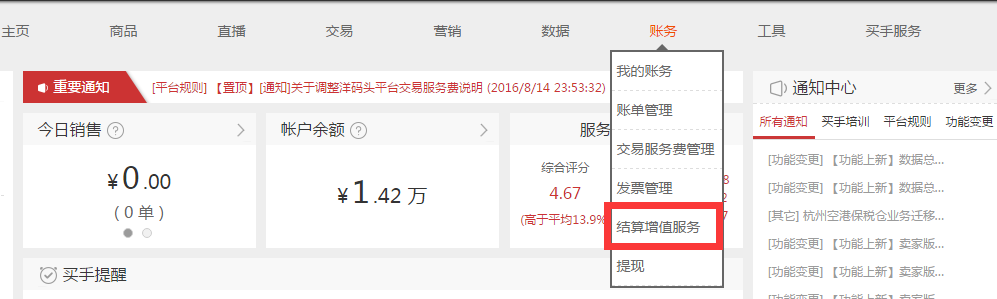 主页 商品 直播 交易 营销 数据 账务 工具 买手服务
重要通知 [平台规则] 【置顶】[通知]关于调整洋码头平台交易服务费说明 (2016/8/14 23:53:32)
今日销售 ?
¥0.00
( 0 单 )
帐户余额 ?
¥1.42 万
服务
综合评分
4.67
(高于平均13.9%
8
2
7
我的账务
账单管理
交易服务费管理
发票管理
结算增值服务
提现
买手提醒
通知中心 更多
所有通知 买手培训 平台规则 功能变更
[功能变更] 【功能上新】数据总...
[功能变更] 【功能上新】数据总...
[其它] 杭州空港保税仓业务迁移...
[功能变更] 【功能上新】卖家版...
[功能变更] 【功能上新】卖家版...